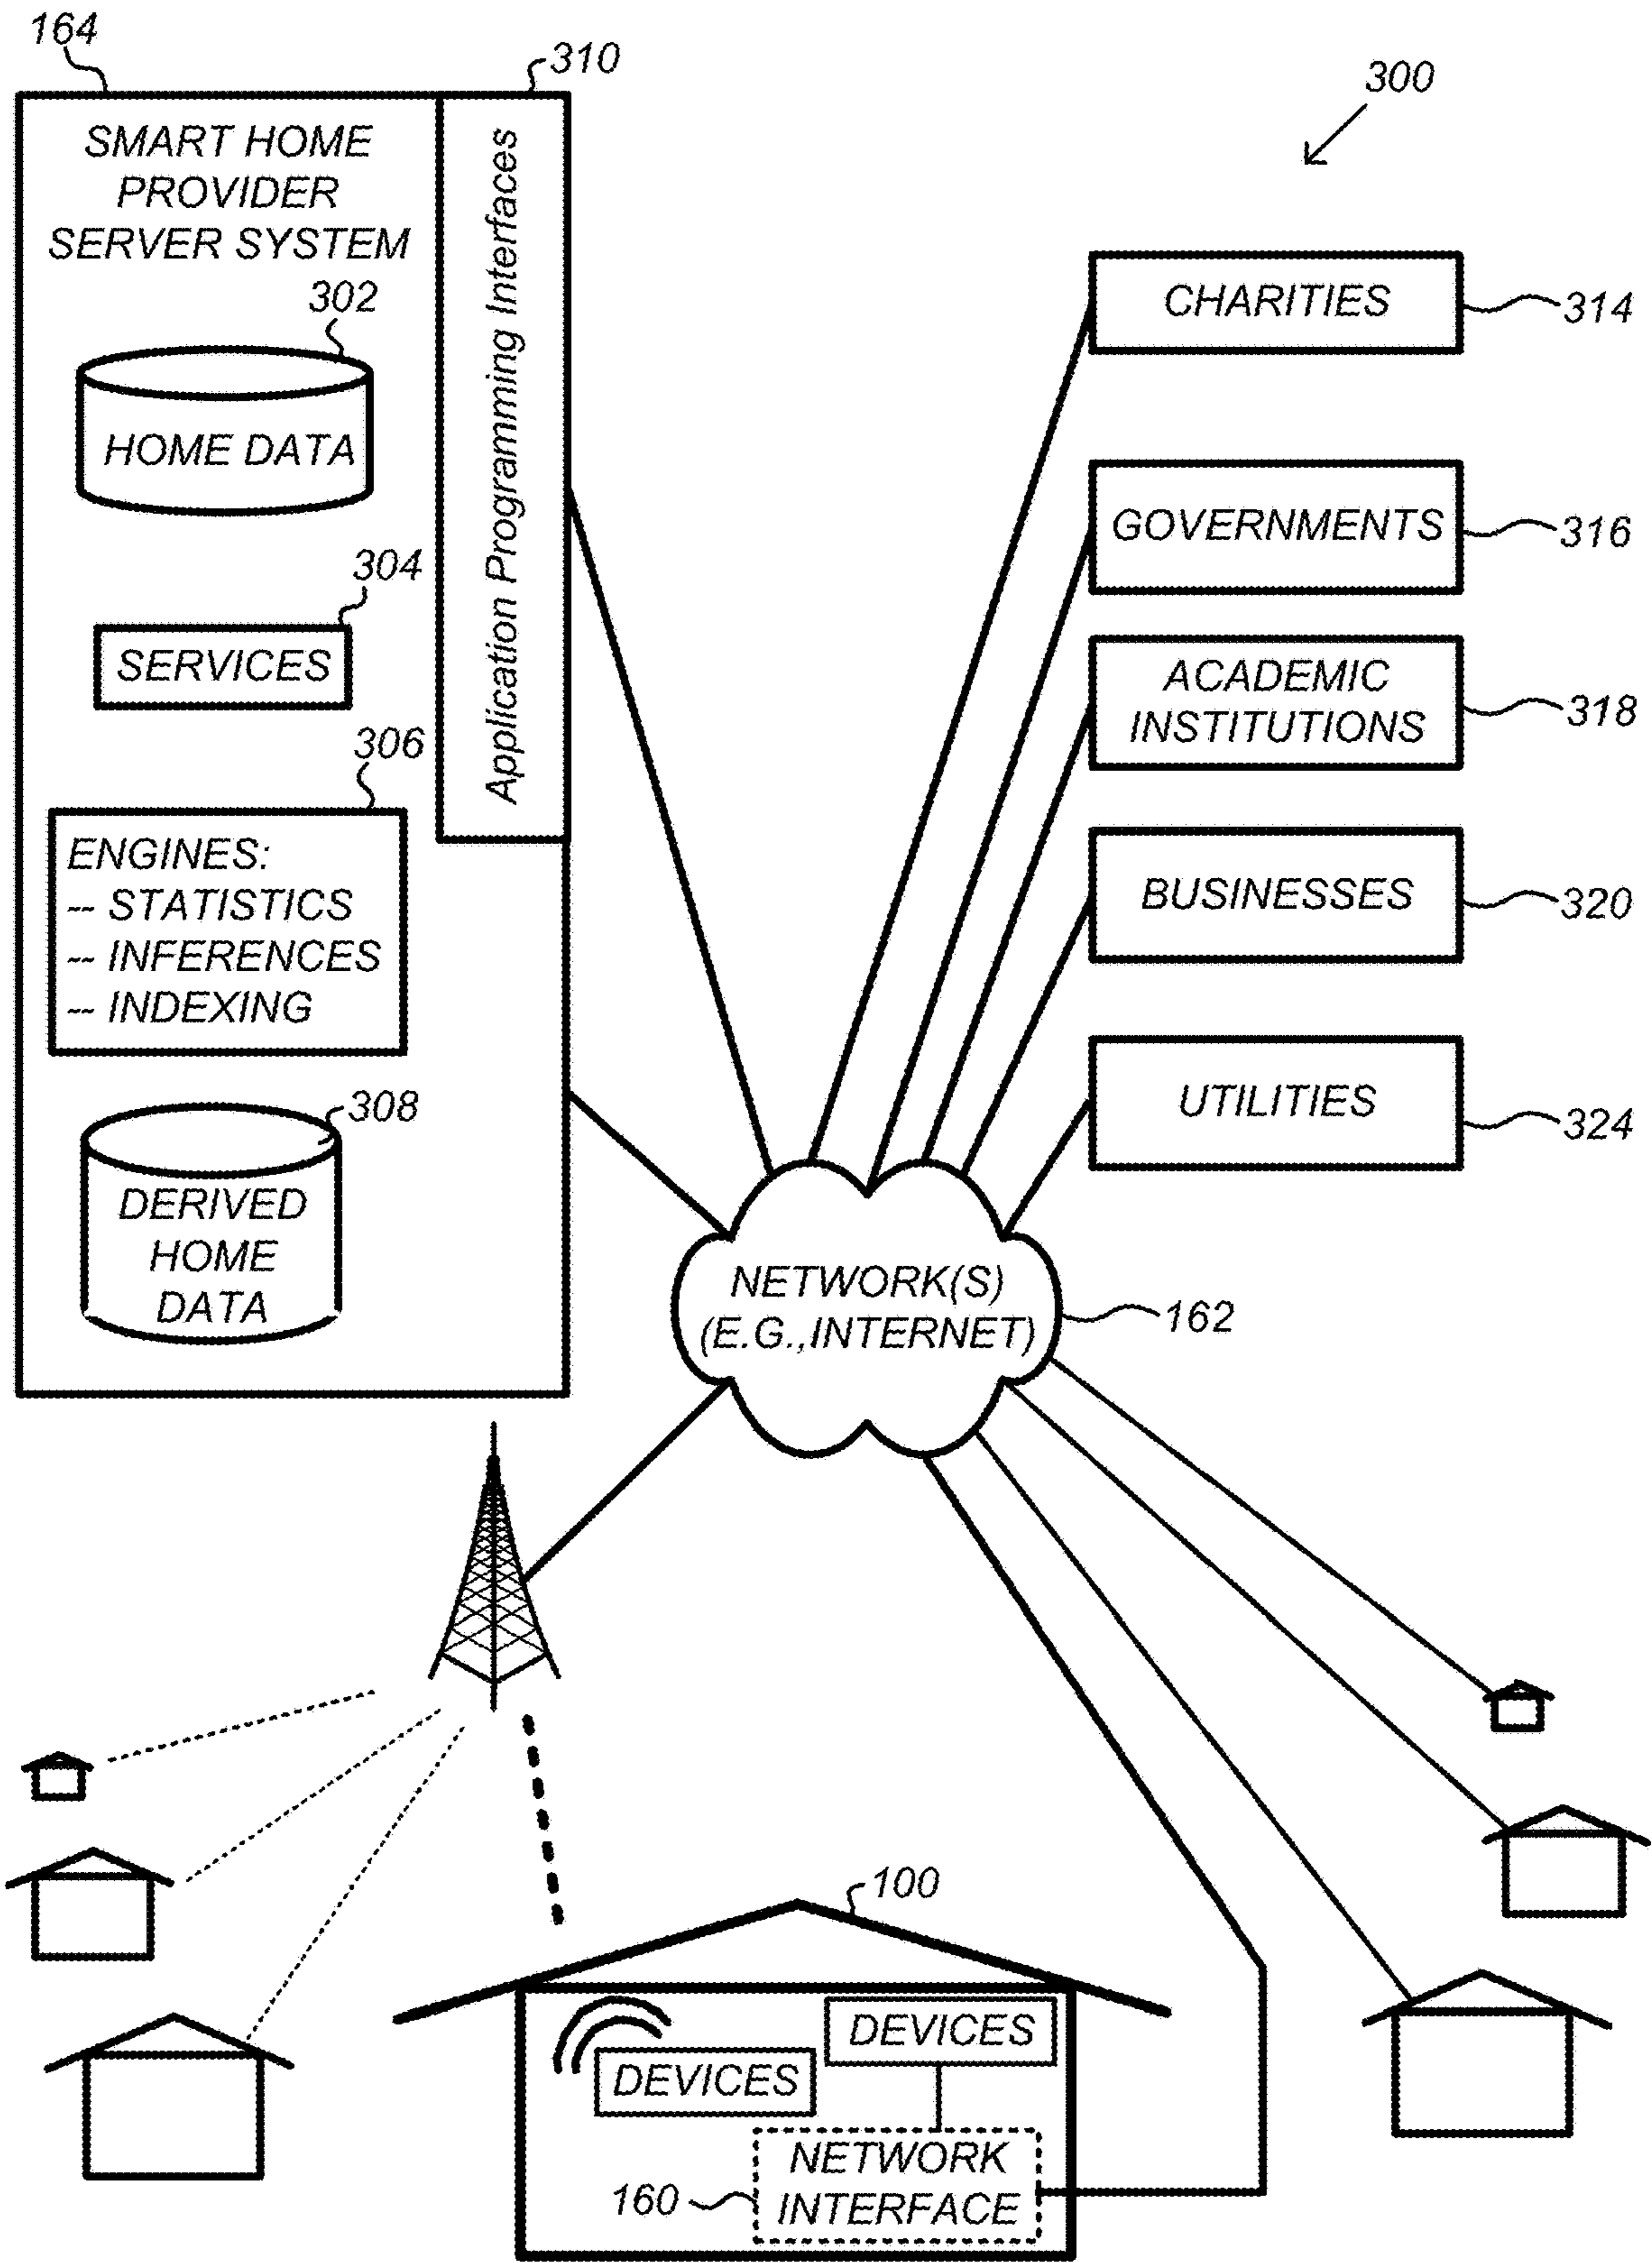 164
310
300
SMART HOME
PROVIDER
SERVER SYSTEM
Application Programming Interfaces
302
HOME DATA
304
SERVICES
306
ENGINES:
-- STATISTICS
-- INFERENCES
-- INDEXING
308
DERIVED
HOME
DATA
CHARITIES
314
GOVERNMENTS
316
ACADEMIC
INSTITUTIONS
318
BUSINESSES
320
UTILITIES
324
NETWORK(S)
(E.G.,INTERNET)
162
100
DEVICES
DEVICES
NETWORK
INTERFACE
160